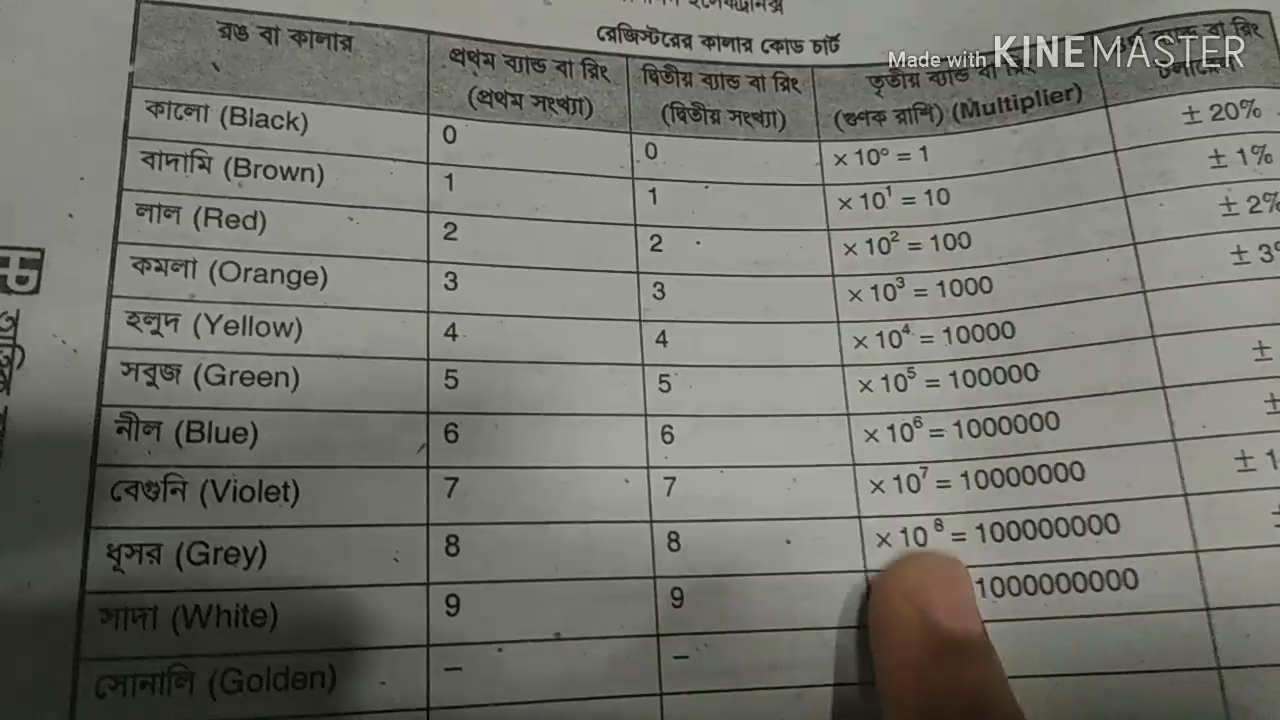 রেজিস্টরের কালার কোড চার্ট
Made with KINEMASTER
রঙ বা কালার প্রথম ব্যান্ড বা রিং দ্বিতীয় ব্যান্ড বা রিং তৃতীয় ব্যান্ড বা রিং
(প্রথম সংখ্যা) (দ্বিতীয় সংখ্যা) (গুণক রাশি) (Multiplier)
কালো (Black) 0 0 × 10° = 1 ± 20%
বাদামি (Brown) 1 1 × 10¹ = 10 ± 1%
লাল (Red) 2 2 × 10² = 100 ± 2%
কমলা (Orange) 3 3 × 10³ = 1000 ± 3
হলুদ (Yellow) 4 4 × 10⁴ = 10000
সবুজ (Green) 5 5 × 10⁵ = 100000 ±
নীল (Blue) 6 6 × 10⁶ = 1000000 ±
বেগুনি (Violet) 7 7 × 10⁷ = 10000000 ± 1
ধূসর (Grey) 8 8 × 10⁸ = 100000000
সাদা (White) 9 9 1000000000
সোনালি (Golden) – –